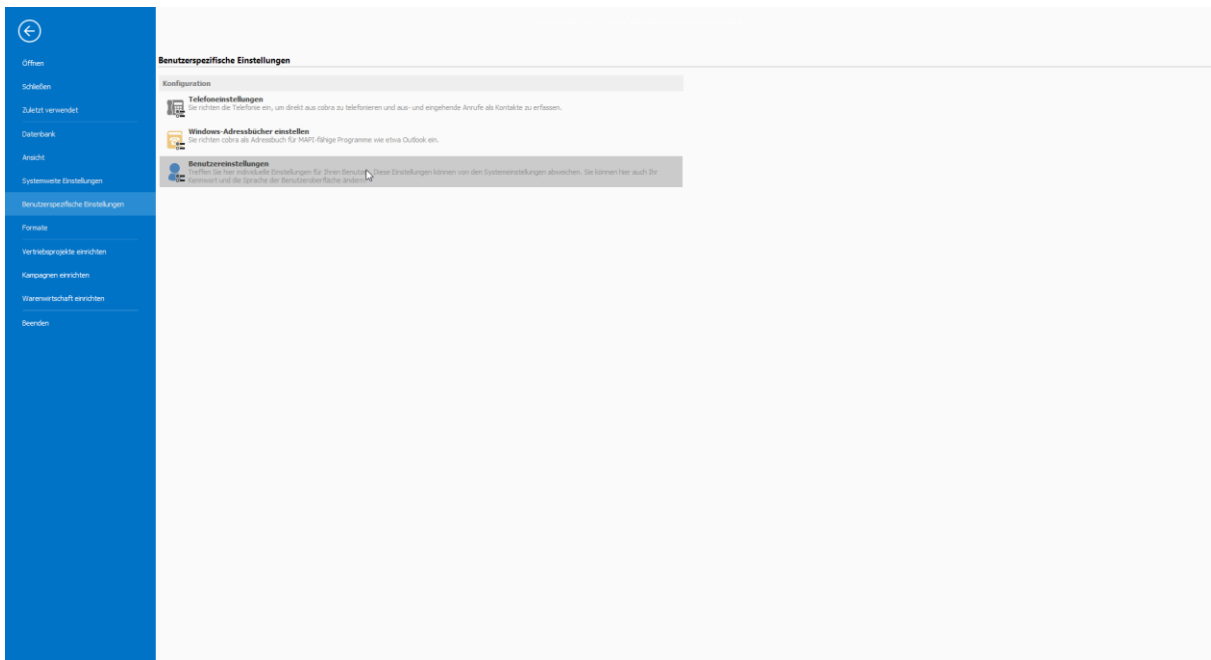 Öffnen
Schließen
Zuletzt verwendet
Datenbank
Ansicht
Systemweite Einstellungen
Benutzerspezifische Einstellungen
Formate
Vertriebsprojekte einrichten
Kampagnen einrichten
Warenwirtschaft einrichten
Beenden
Benutzerspezifische Einstellungen
Konfiguration
Telefoneinstellungen
Sie richten die Telefonie ein, um direkt aus cobra zu telefonieren und aus- und eingehende Anrufe als Kontakte zu erfassen.
Windows-Adressbücher einstellen
Sie richten cobra als Adressbuch für MAPI-fähige Programme wie etwa Outlook ein.
Benutzereinstellungen
Treffen Sie hier individuelle Einstellungen für Ihren Benutzer. Diese Einstellungen können von den Systemeinstellungen abweichen. Sie können hier auch Ihr
Kennwort und die Sprache der Benutzeroberfläche ändern.